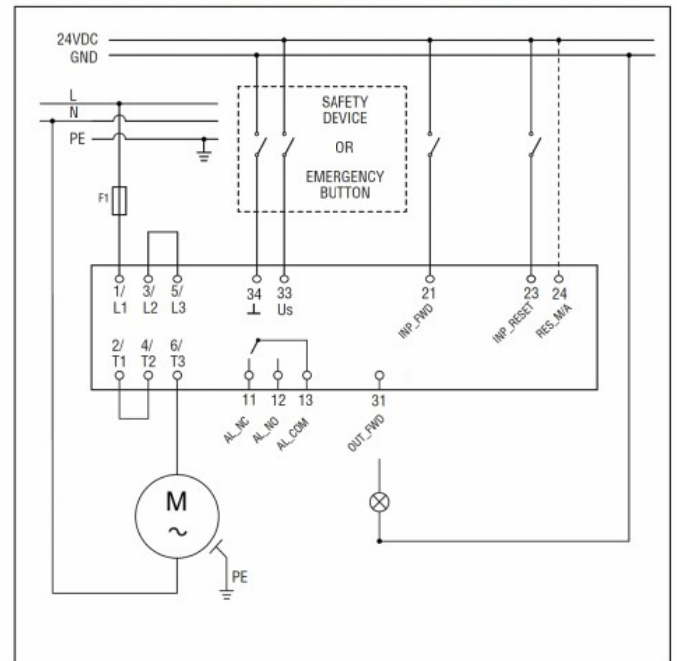 24VDC
GND
L
N
PE
F1
SAFETY
DEVICE
OR
EMERGENCY
BUTTON
1/ 3/ 5/ 34 33 21 23 24
L1 L2 L3 ⊥ Us INP_FWD INP_RESET RES_M/A
2/ 4/ 6/
T1 T2 T3
11 12 13 31
AL_NC AL_NO AL_COM OUT_FWD
M
~
PE